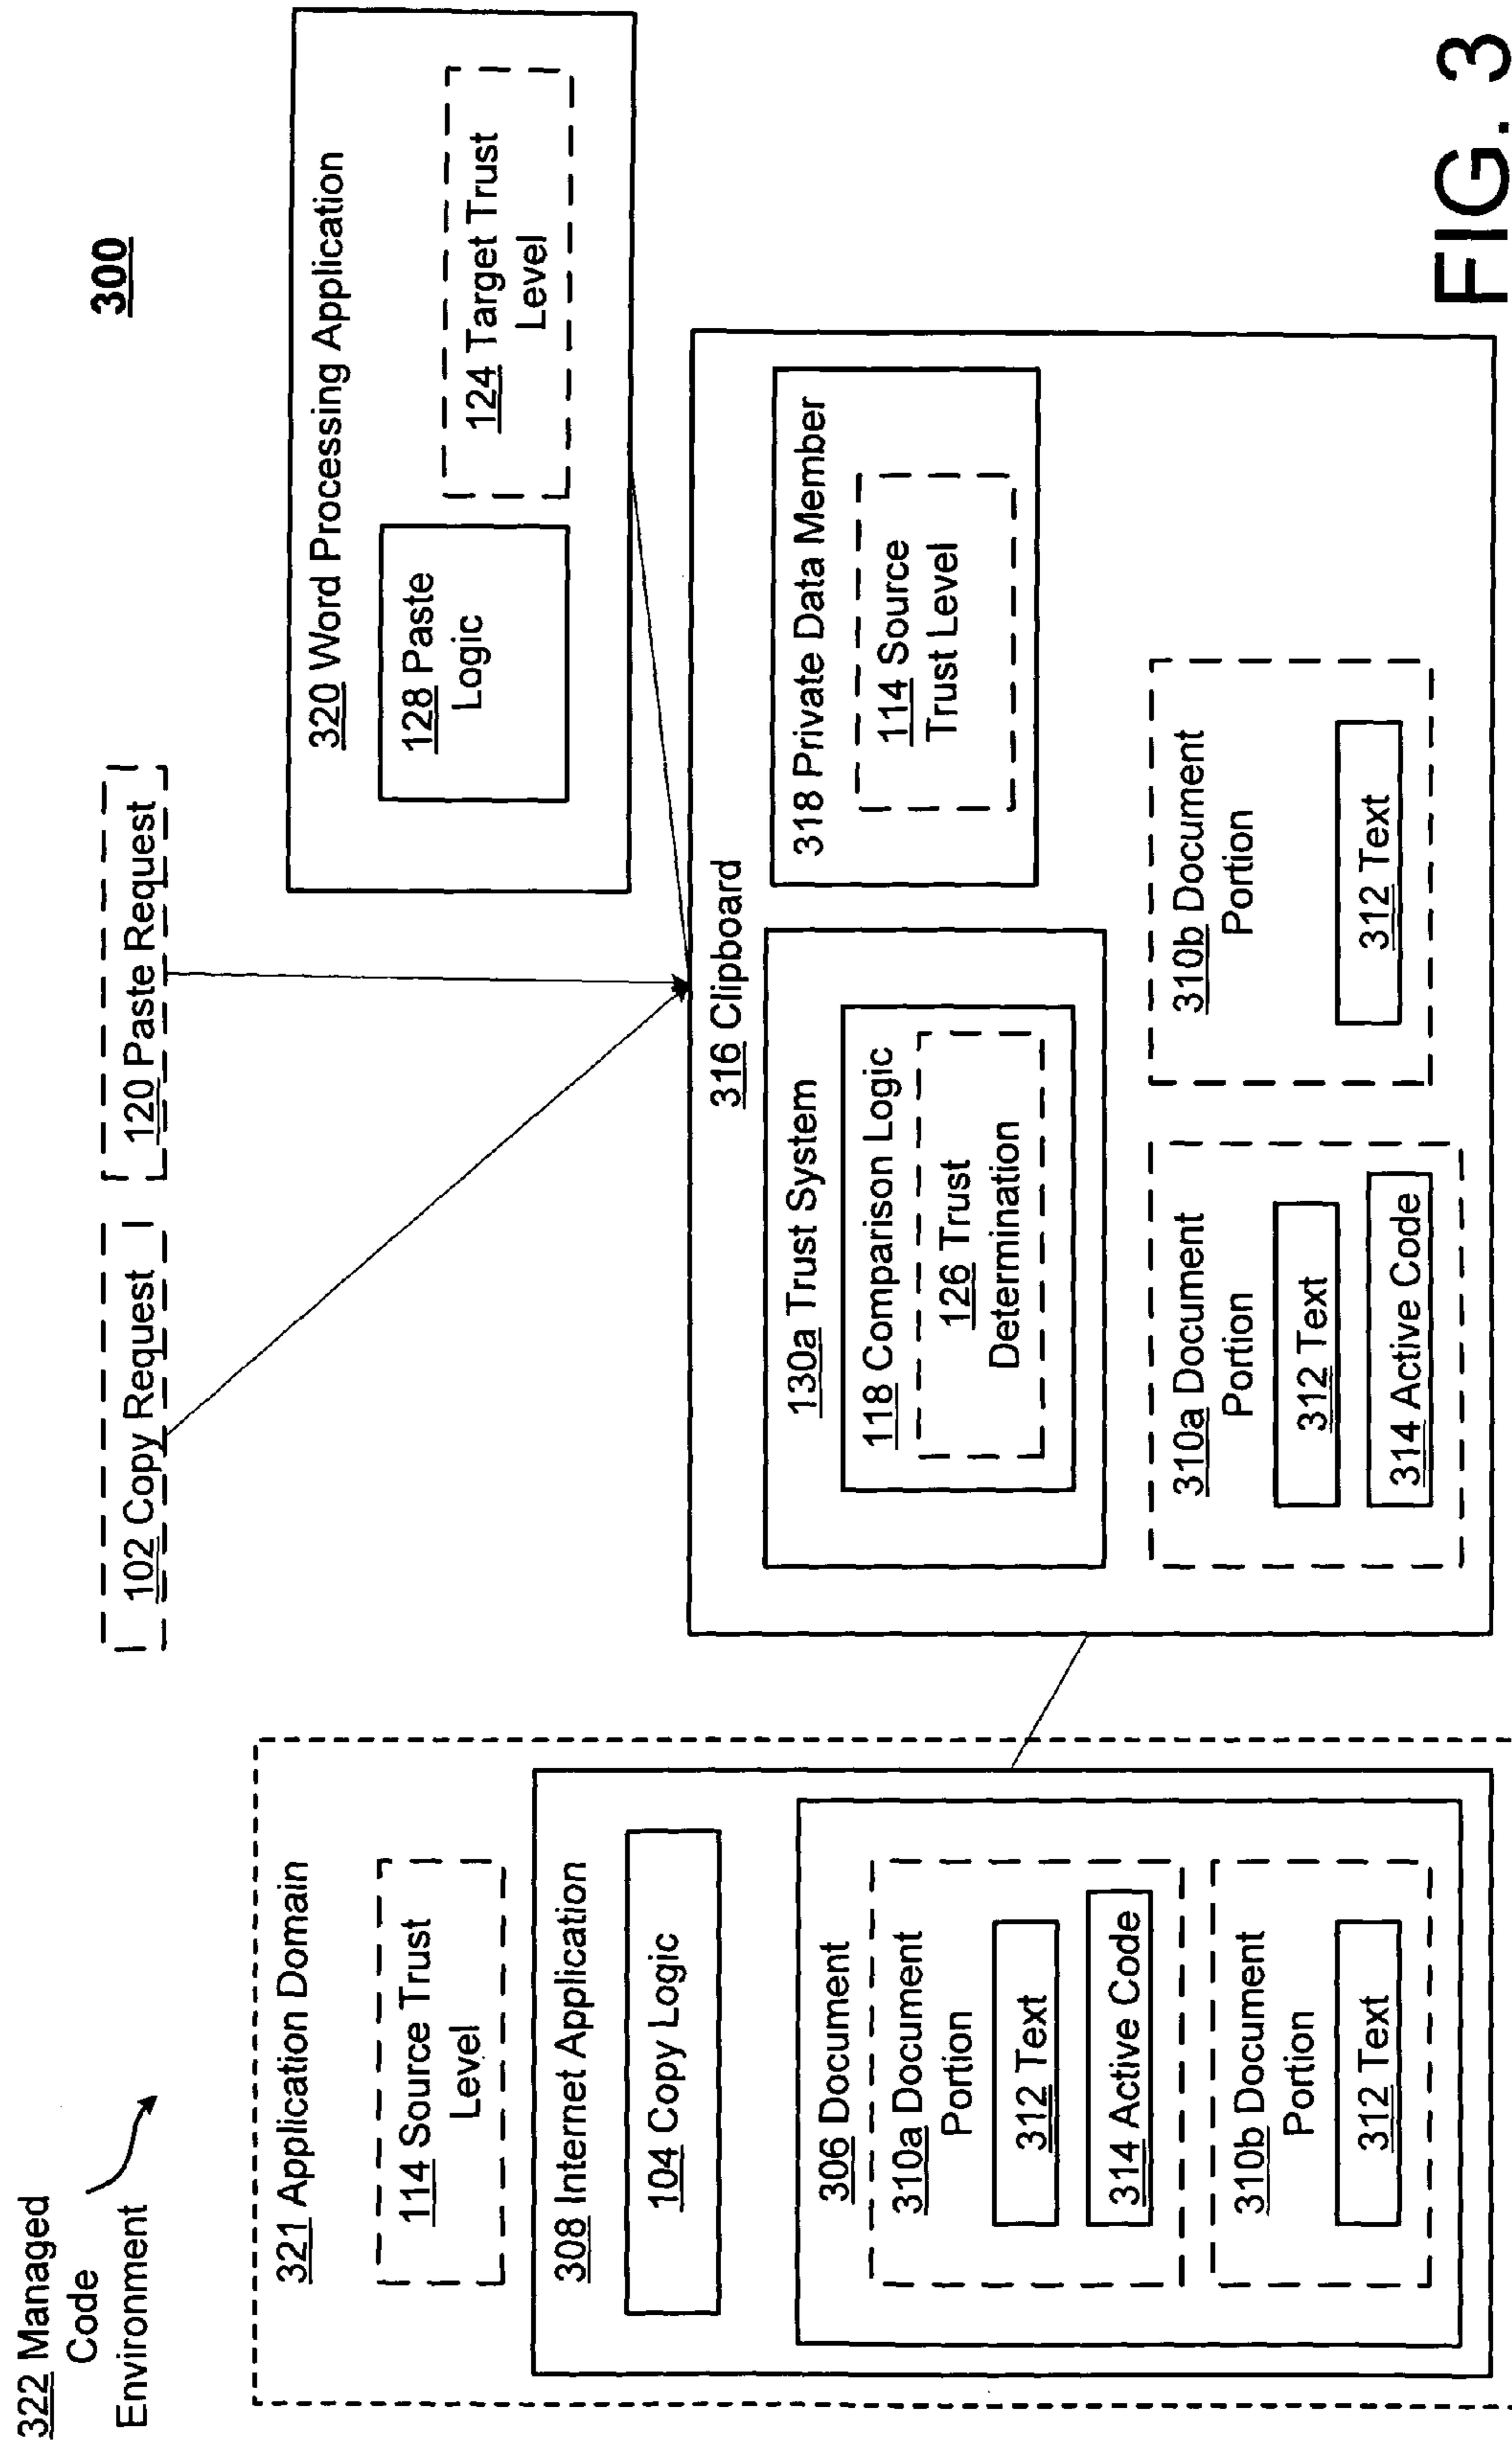 322 Managed
Code
Environment
300
102 Copy Request
120 Paste Request
321 Application Domain
114 Source Trust
Level
308 Internet Application
104 Copy Logic
306 Document
310a Document
Portion
312 Text
314 Active Code
310b Document
Portion
312 Text
316 Clipboard
130a Trust System
118 Comparison Logic
126 Trust
Determination
318 Private Data Member
114 Source
Trust Level
310a Document
Portion
312 Text
314 Active Code
310b Document
Portion
312 Text
320 Word Processing Application
128 Paste
Logic
124 Target Trust
Level
FIG. 3